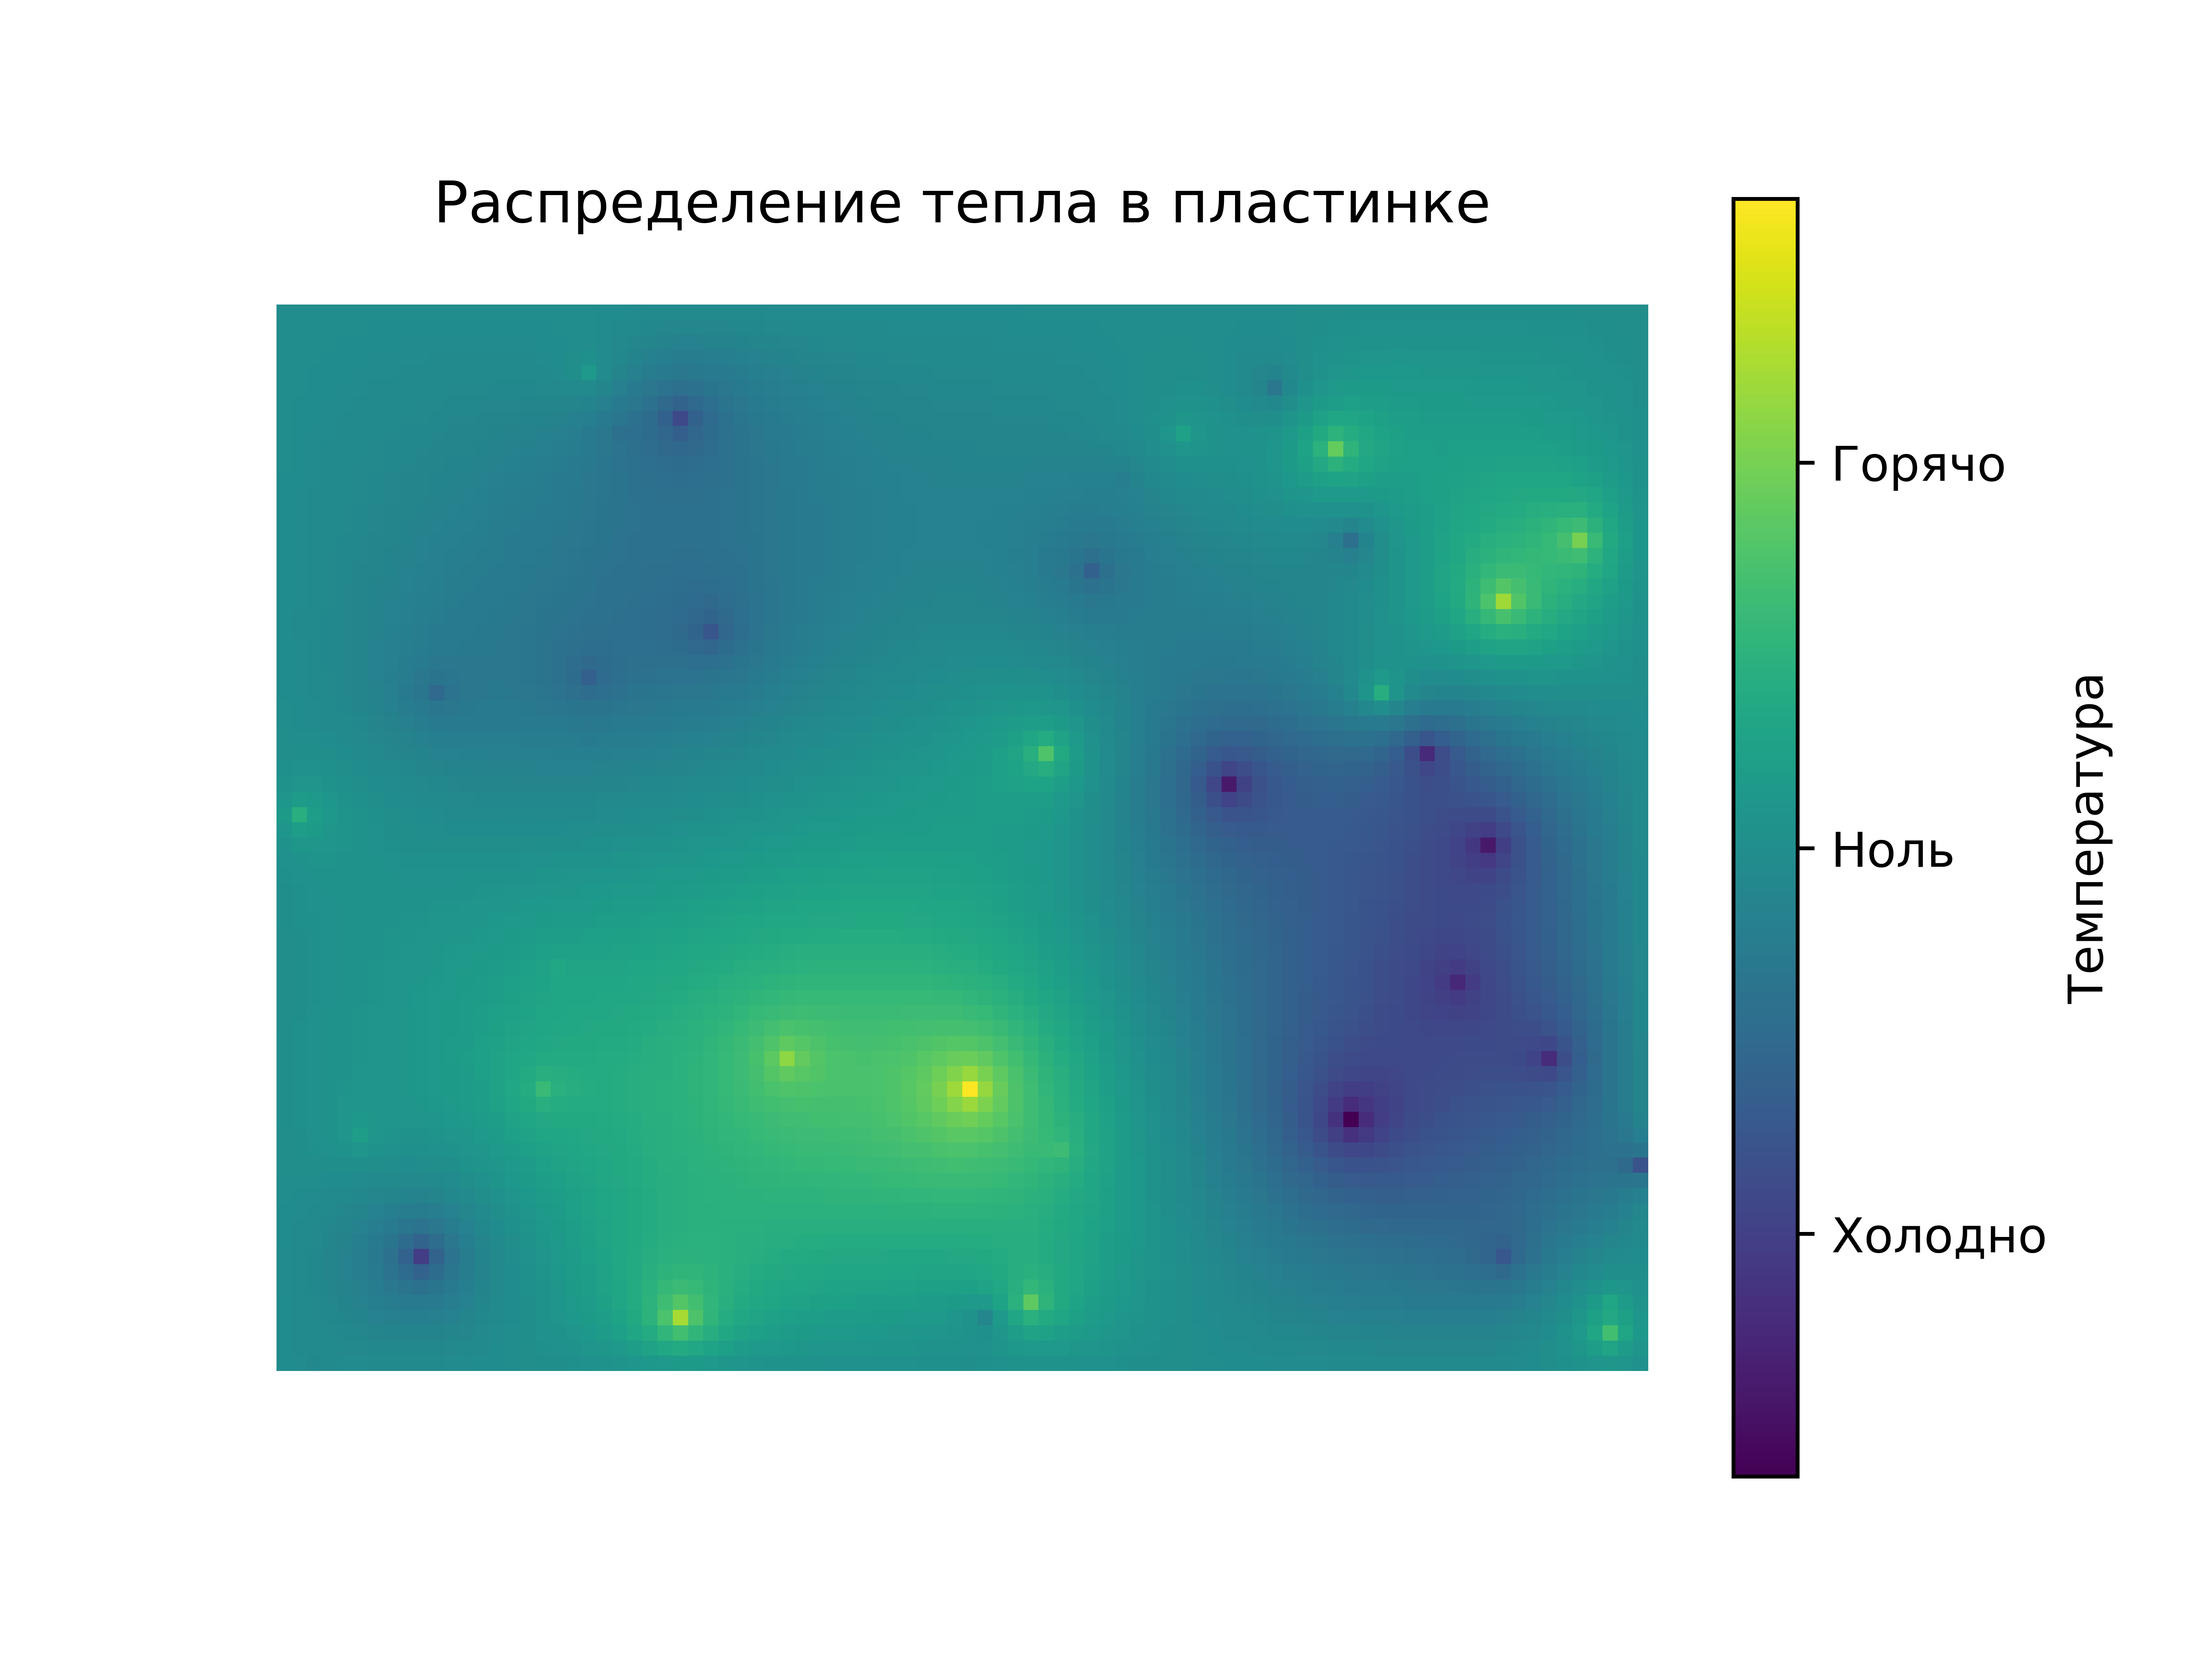 Распределение тепла в пластинке
Горячо
Ноль
Холодно
Температура